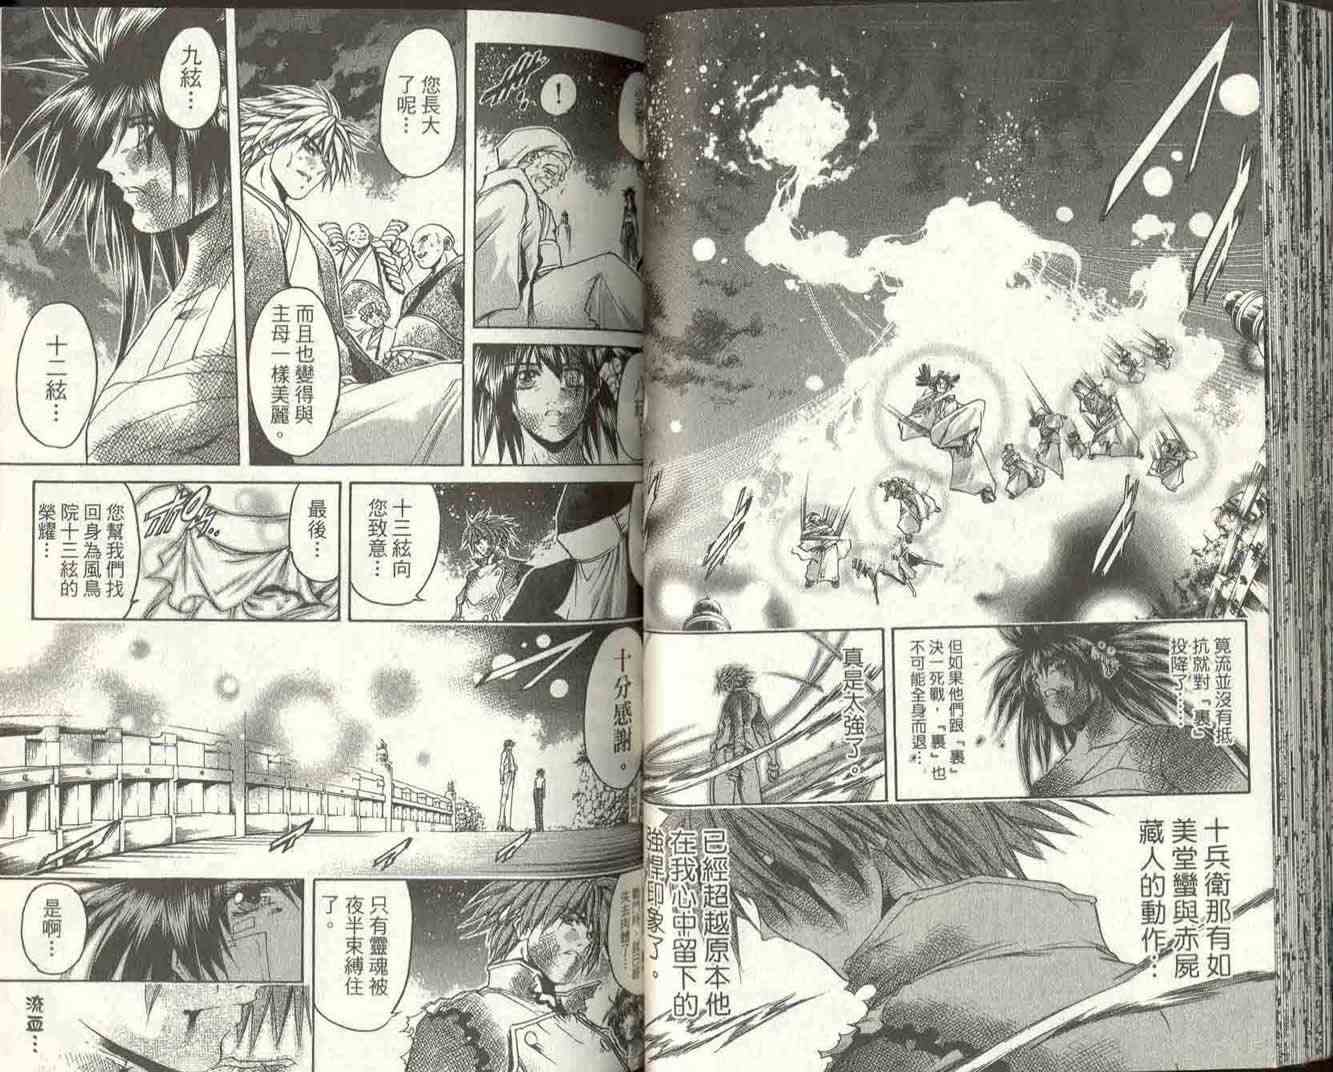 竟流並沒有抵
抗就對「裏」
投降了……
但如果他們跟「裏」
決一死戰，「裏」也
不可能全身而退…
真是太強了。
十兵衛那有如
美堂蠻與赤屍
藏人的動作…
已經超越原本他
在我心中留下的
強悍印象了。
！
您長大
了呢…
而且也變得與
主母一樣美麗。
九絃…
十二絃…
十三絃向
您致意…
最後…
您幫我們找
回身為風鳥
院十三絃的
榮耀…
十分感謝。
只有靈魂被
夜半束縛住
了。
是啊…
流亞…